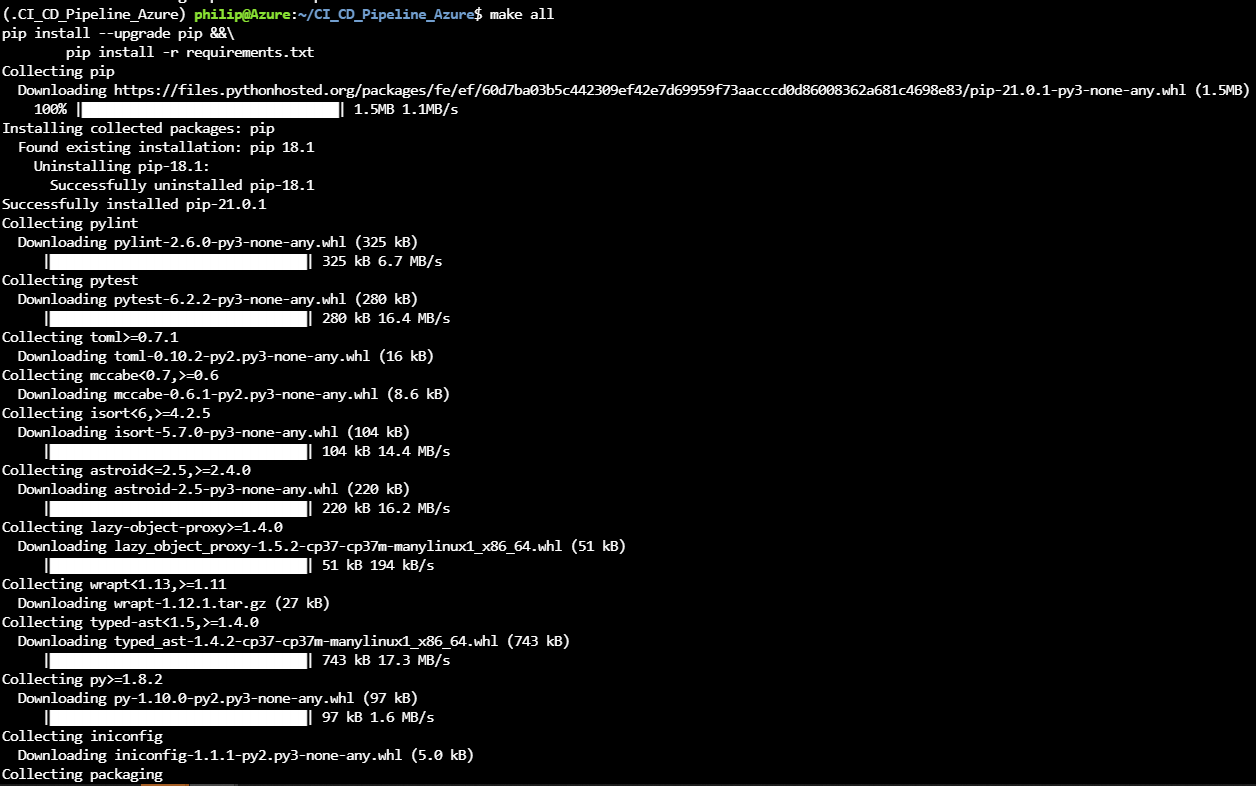 (.CI_CD_Pipeline_Azure) philip@Azure:~/CI_CD_Pipeline_Azure$ make all
pip install --upgrade pip &&\
        pip install -r requirements.txt
Collecting pip
  Downloading https://files.pythonhosted.org/packages/fe/ef/60d7ba03b5c442309ef42e7d69959f73aacccd0d86008362a681c4698e83/pip-21.0.1-py3-none-any.whl (1.5MB)
    100% |████████████████████████████████| 1.5MB 1.1MB/s
Installing collected packages: pip
  Found existing installation: pip 18.1
    Uninstalling pip-18.1:
      Successfully uninstalled pip-18.1
Successfully installed pip-21.0.1
Collecting pylint
  Downloading pylint-2.6.0-py3-none-any.whl (325 kB)
     |████████████████████████████████| 325 kB 6.7 MB/s
Collecting pytest
  Downloading pytest-6.2.2-py3-none-any.whl (280 kB)
     |████████████████████████████████| 280 kB 16.4 MB/s
Collecting toml>=0.7.1
  Downloading toml-0.10.2-py2.py3-none-any.whl (16 kB)
Collecting mccabe<0.7,>=0.6
  Downloading mccabe-0.6.1-py2.py3-none-any.whl (8.6 kB)
Collecting isort<6,>=4.2.5
  Downloading isort-5.7.0-py3-none-any.whl (104 kB)
     |████████████████████████████████| 104 kB 14.4 MB/s
Collecting astroid<=2.5,>=2.4.0
  Downloading astroid-2.5-py3-none-any.whl (220 kB)
     |████████████████████████████████| 220 kB 16.2 MB/s
Collecting lazy-object-proxy>=1.4.0
  Downloading lazy_object_proxy-1.5.2-cp37-cp37m-manylinux1_x86_64.whl (51 kB)
     |████████████████████████████████| 51 kB 194 kB/s
Collecting wrapt<1.13,>=1.11
  Downloading wrapt-1.12.1.tar.gz (27 kB)
Collecting typed-ast<1.5,>=1.4.0
  Downloading typed_ast-1.4.2-cp37-cp37m-manylinux1_x86_64.whl (743 kB)
     |████████████████████████████████| 743 kB 17.3 MB/s
Collecting py>=1.8.2
  Downloading py-1.10.0-py2.py3-none-any.whl (97 kB)
     |████████████████████████████████| 97 kB 1.6 MB/s
Collecting iniconfig
  Downloading iniconfig-1.1.1-py2.py3-none-any.whl (5.0 kB)
Collecting packaging